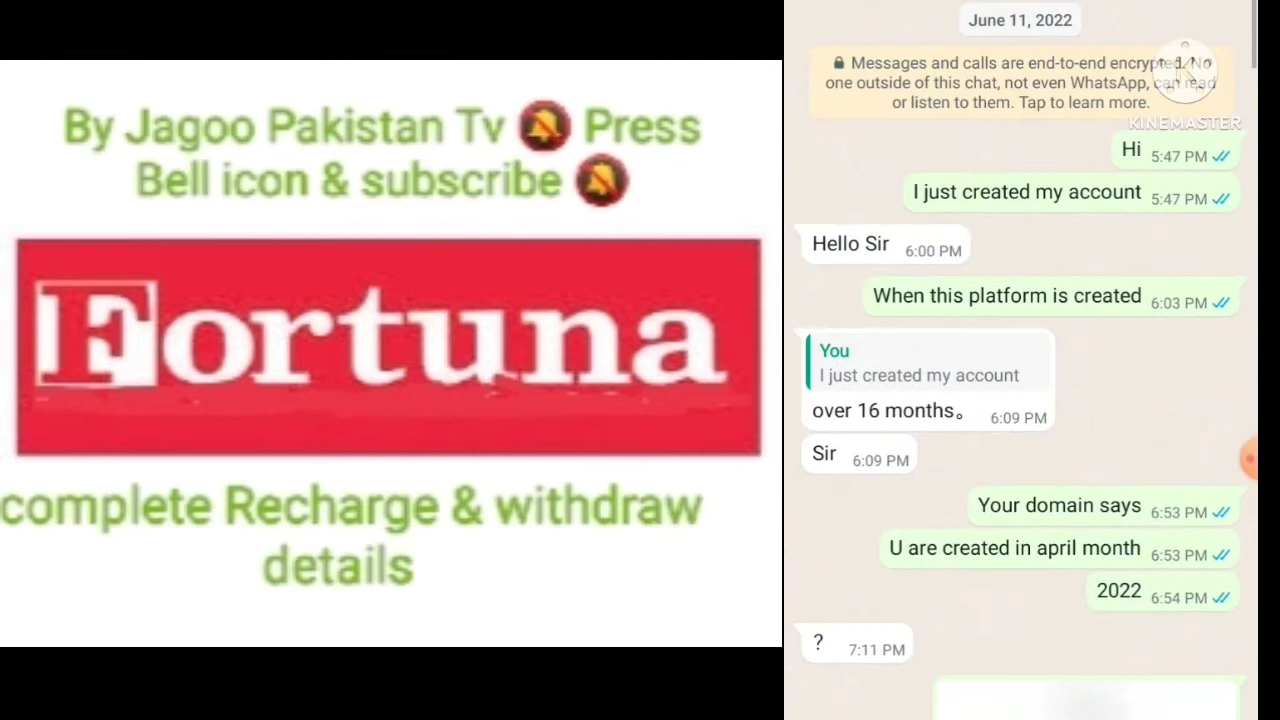 By Jagoo Pakistan Tv 🔕 Press
Bell icon & subscribe 🔕
Fortuna
complete Recharge & withdraw
details
June 11, 2022
Messages and calls are end-to-end encrypted. No
one outside of this chat, not even WhatsApp, can read
or listen to them. Tap to learn more.
KINEMASTER
Hi 5:47 PM
I just created my account 5:47 PM
Hello Sir 6:00 PM
When this platform is created 6:03 PM
You
I just created my account
over 16 months。 6:09 PM
Sir 6:09 PM
Your domain says 6:53 PM
U are created in april month 6:53 PM
2022 6:54 PM
? 7:11 PM